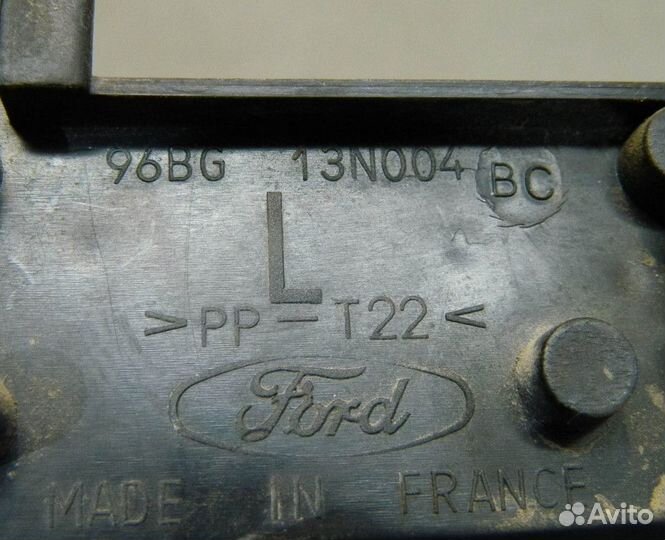 96BG 13N004 BC
L
>PP-T22<
Ford
MADE IN FRANCE
Avito